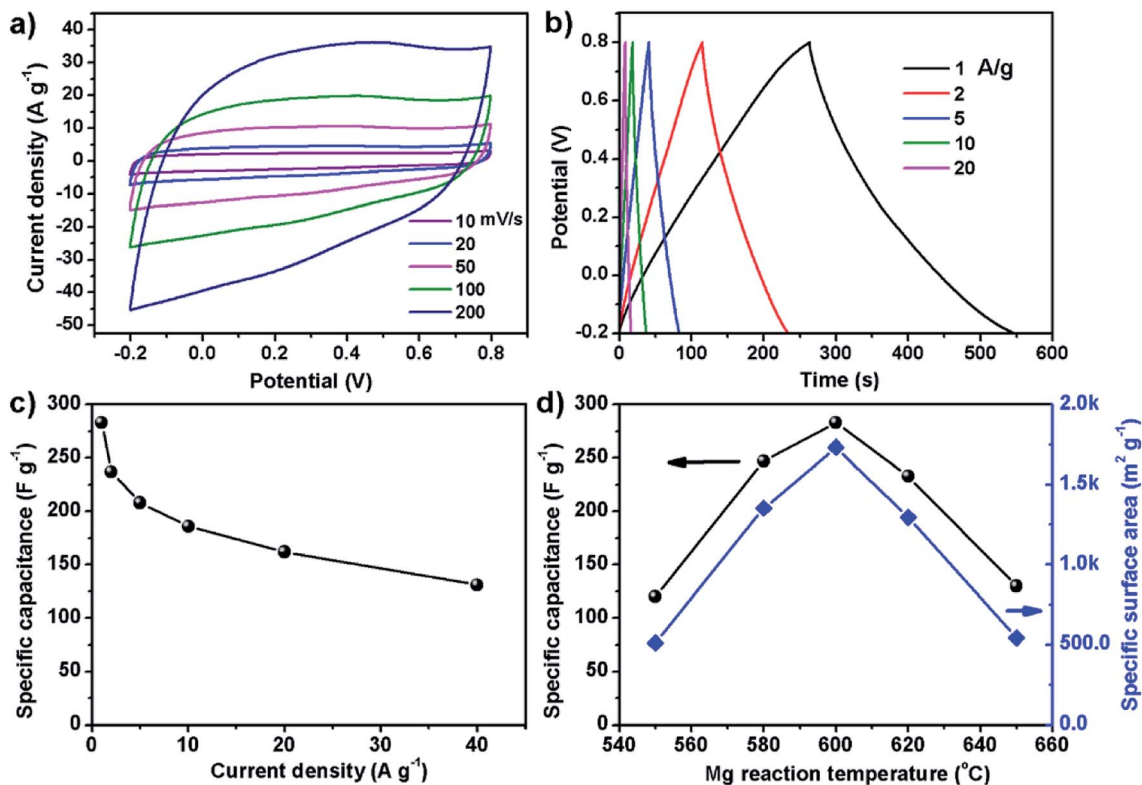 a)
Current density (A g⁻¹)
40
30
20
10
0
-10
-20
-30
-40
-50
10 mV/s
20
50
100
200
-0.2 0.0 0.2 0.4 0.6 0.8
Potential (V)
b)
Potential (V)
0.8
0.6
0.4
0.2
0.0
-0.2
1 A/g
2
5
10
20
0 100 200 300 400 500 600
Time (s)
c)
Specific capacitance (F g⁻¹)
300
250
200
150
100
50
0
0 10 20 30 40
Current density (A g⁻¹)
d)
Specific capacitance (F g⁻¹)
300
250
200
150
100
50
0
2.0k
1.5k
1.0k
500.0
0.0
Specific surface area (m² g⁻¹)
540 560 580 600 620 640 660
Mg reaction temperature (°C)